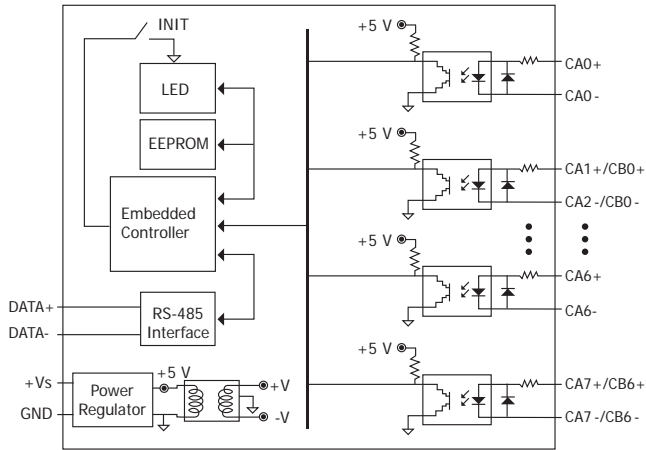 INIT
LED
EEPROM
Embedded
Controller
DATA+
DATA-
RS-485
Interface
+Vs
GND
Power
Regulator
+5 V
+V
-V
+5 V
CA0+
CA0-
+5 V
CA1+/CB0+
CA2-/CB0-
+5 V
CA6+
CA6-
+5 V
CA7+/CB6+
CA7-/CB6-